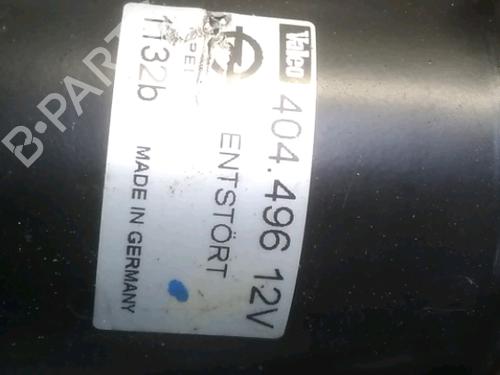 Valeo
404.496 12V
ENTSTÖRT
1132b
MADE IN GERMANY
B-PARTS